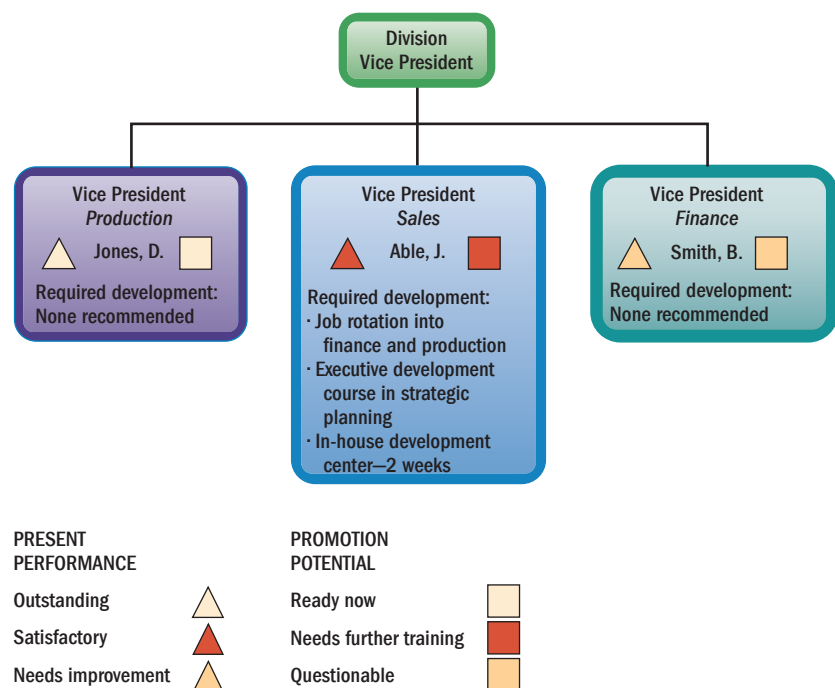 Division
Vice President
Vice President
Production
Jones, D.
Required development:
None recommended
Vice President
Sales
Able, J.
Required development:
· Job rotation into
finance and production
· Executive development
course in strategic
planning
· In-house development
center—2 weeks
Vice President
Finance
Smith, B.
Required development:
None recommended
PRESENT
PERFORMANCE
Outstanding
Satisfactory
Needs improvement
PROMOTION
POTENTIAL
Ready now
Needs further training
Questionable